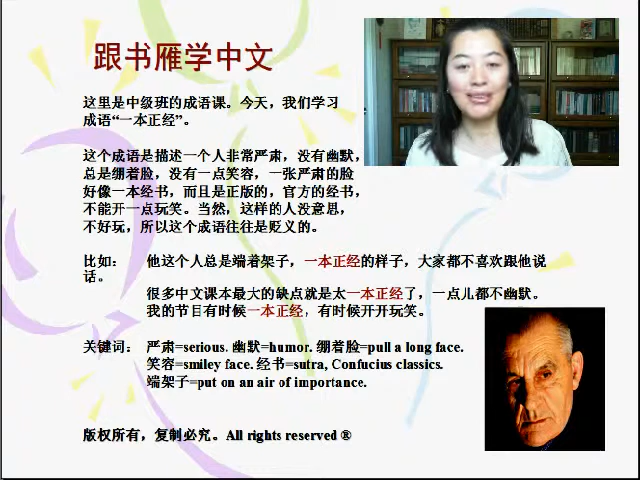 跟书雁学中文
这里是中级班的成语课。今天，我们学习
成语“一本正经”。
这个成语是描述一个人非常严肃，没有幽默，
总是绷着脸，没有一点笑容，一张严肃的脸
好像一本经书，而且是正版的，官方的经书，
不能开一点玩笑。当然，这样的人没意思，
不好玩，所以这个成语往往是贬义的。
比如： 他这个人总是端着架子，一本正经的样子，大家都不喜欢跟他说
话。
很多中文课本最大的缺点就是太一本正经了，一点儿都不幽默。
我的节目有时候一本正经，有时候开开玩笑。
关键词： 严肃=serious. 幽默=humor. 绷着脸=pull a long face.
笑容=smiley face. 经书=sutra, Confucius classics.
端架子=put on an air of importance.
版权所有，复制必究。All rights reserved ®